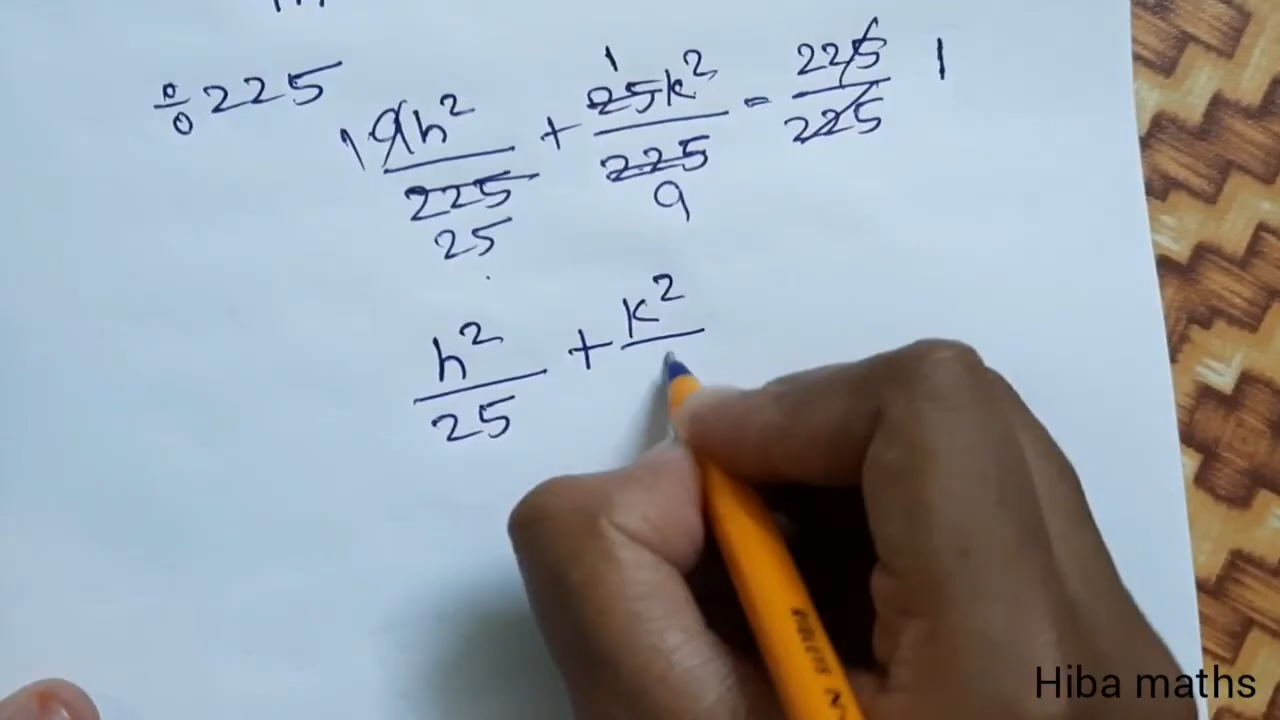 ÷225
1 9h² / 225 25 + 1 25k² / 225 9 = 225 / 225 1
h² / 25 + k²
Hiba maths